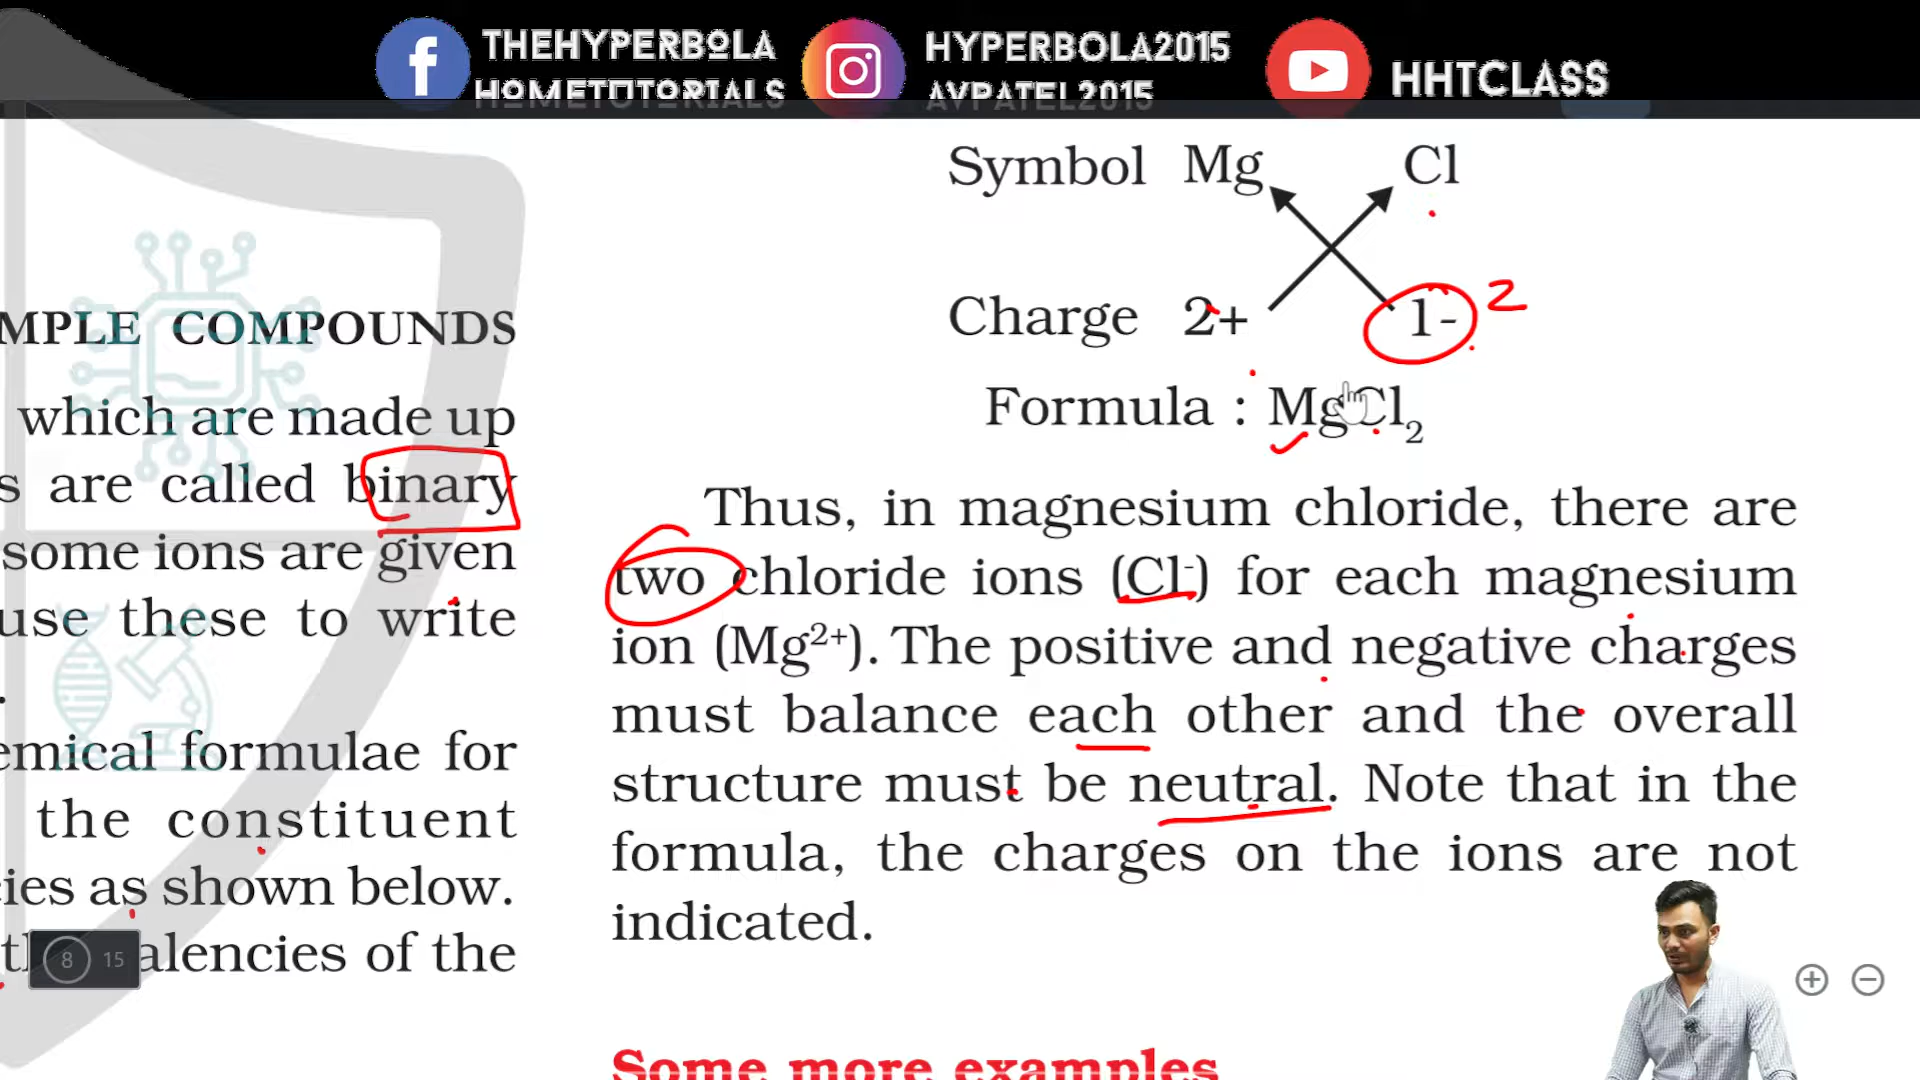 THEHYPERBOLA
HOMETUTORIALS
HYPERBOLA2015
AVPATEL2015
HHTCLASS
MPLE COMPOUNDS
which are made up
s are called binary
some ions are given
use these to write
.
emical formulae for
the constituent
cies as shown below.
alencies of the
8 15
Symbol Mg Cl
Charge 2+ 1- 2
Formula : MgCl₂
Thus, in magnesium chloride, there are
two chloride ions (Cl⁻) for each magnesium
ion (Mg²⁺). The positive and negative charges
must balance each other and the overall
structure must be neutral. Note that in the
formula, the charges on the ions are not
indicated.
Some more examples